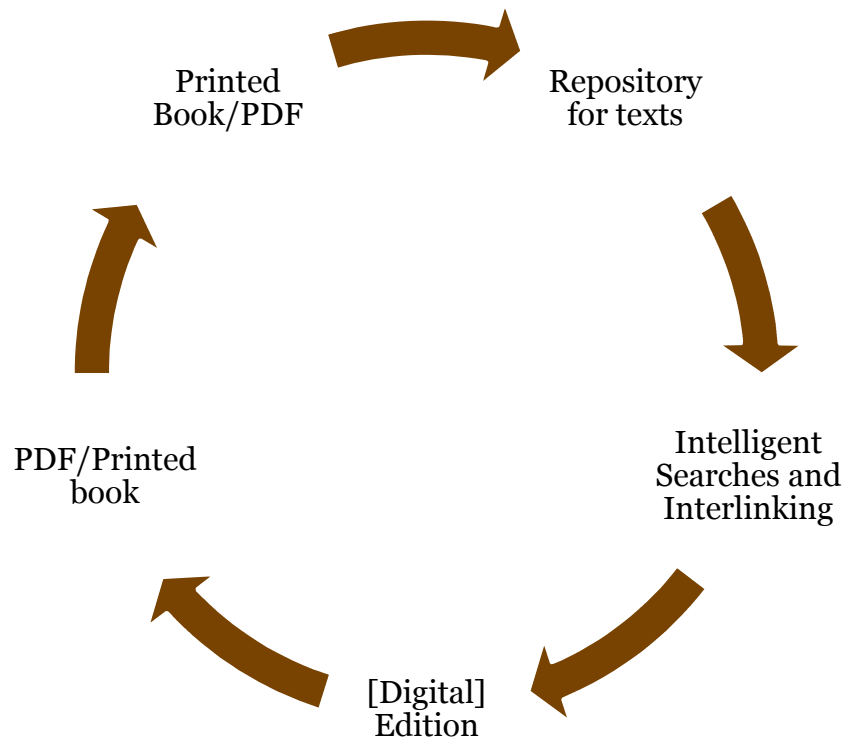 Printed
Book/PDF
Repository
for texts
Intelligent
Searches and
Interlinking
[Digital]
Edition
PDF/Printed
book